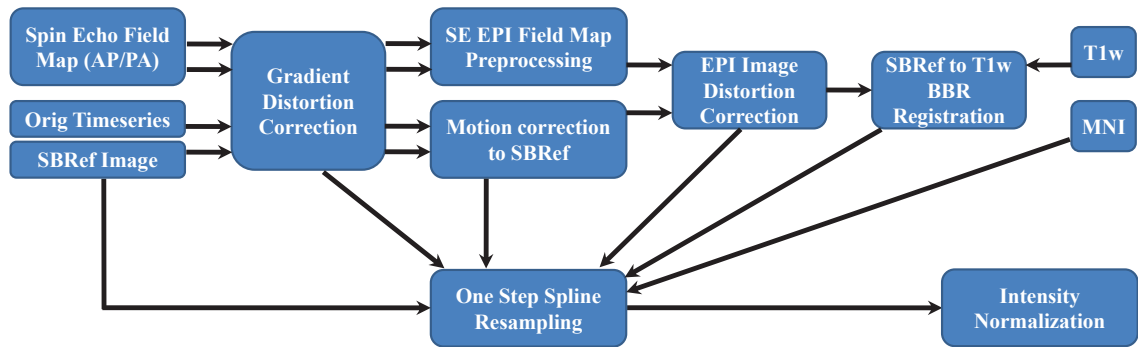 Spin Echo Field
Map (AP/PA)
Orig Timeseries
SBRef Image
Gradient
Distortion
Correction
SE EPI Field Map
Preprocessing
Motion correction
to SBRef
EPI Image
Distortion
Correction
SBRef to T1w
BBR
Registration
T1w
MNI
One Step Spline
Resampling
Intensity
Normalization